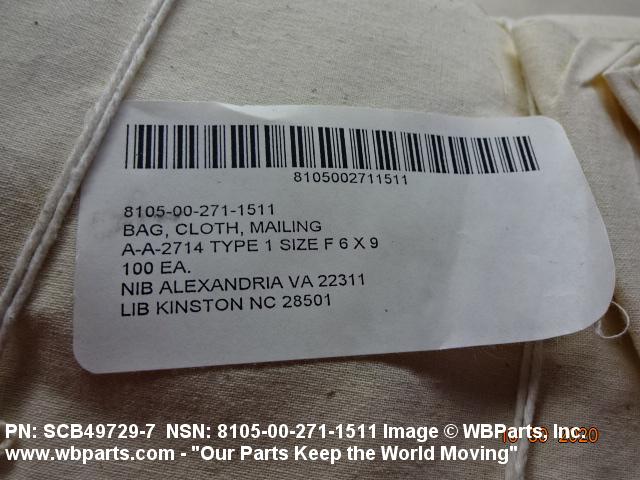 8105002711511
8105-00-271-1511
BAG, CLOTH, MAILING
A-A-2714 TYPE 1 SIZE F 6 X 9
100 EA.
NIB ALEXANDRIA VA 22311
LIB KINSTON NC 28501
PN: SCB49729-7 NSN: 8105-00-271-1511 Image © WBParts, Inc.
2020
www.wbparts.com - "Our Parts Keep the World Moving"